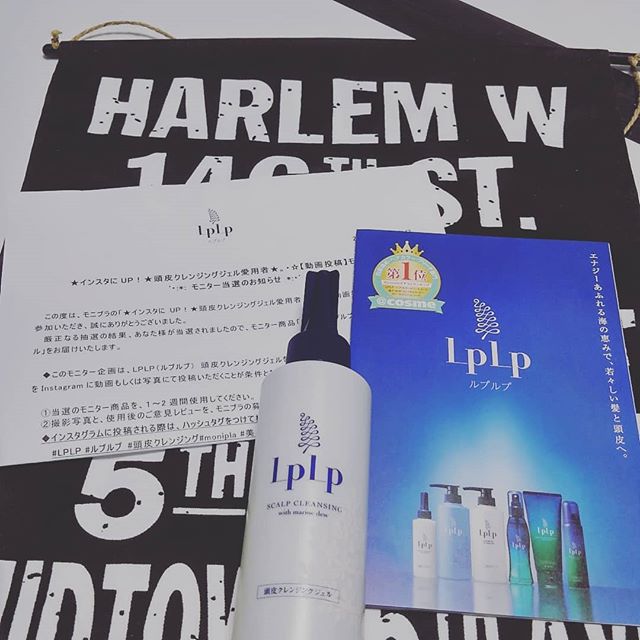 HARLEM W
ST.
LpLp
ルプルプ
★インスタに UP！★頭皮クレンジングジェル愛用者★
【動画投稿】モ
モニター当選のお知らせ
この度は、モニプラの「★インスタに UP！★頭皮クレンジングジェル愛用者
参加いただき、誠にありがとうございました。
厳正なる抽選の結果、あなた様が当選されましたので、モニター商品「
ル」をお届けいたします。
◆このモニター企画は、LPLP（ルプルプ） 頭皮クレンジングジェルを
を Instagram に動画もしくは写真にて投稿いただくことが条件と
①当選のモニター商品を、1～2 週間使用してください。
②撮影写真と、使用後のご意見レビューを、モニプラの
◆インスタグラムに投稿される際は、ハッシュタグをつけて
#LPLP #ルプルプ #頭皮クレンジング#monipla #美
第1位
@cosme
LpLp
ルプルプ
エナジーあふれる海の恵みで、若々しい髪と頭皮へ。
LpLp
SCALP CLEANSING
with marine dew
頭皮クレンジングジェル
5TH